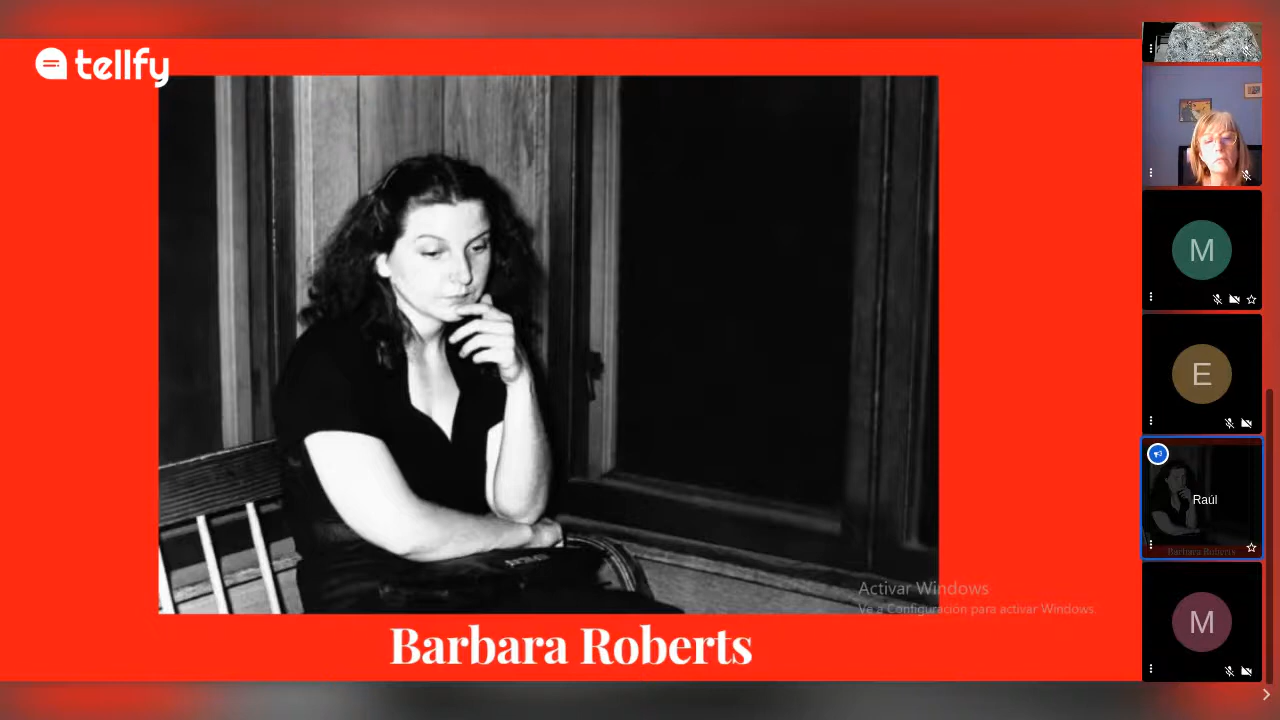 tellfy
M
E
Raúl
Barbara Roberts
M
Activar Windows
Ve a Configuración para activar Windows.
Barbara Roberts